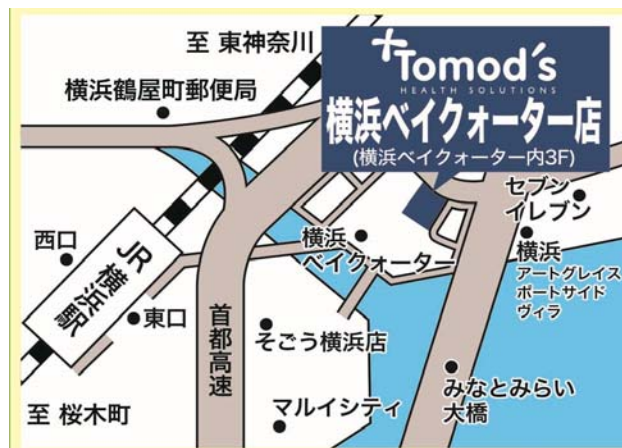 至 東神奈川
横浜鶴屋町郵便局
Tomod's
HEALTH SOLUTIONS
横浜ベイクォーター店
(横浜ベイクォーター内3F)
セブン
イレブン
西口
JR横浜駅
東口
首都高速
横浜
ベイクォーター
横浜
アートグレイス
ポートサイド
ヴィラ
そごう横浜店
みなとみらい
大橋
至 桜木町
マルイシティ